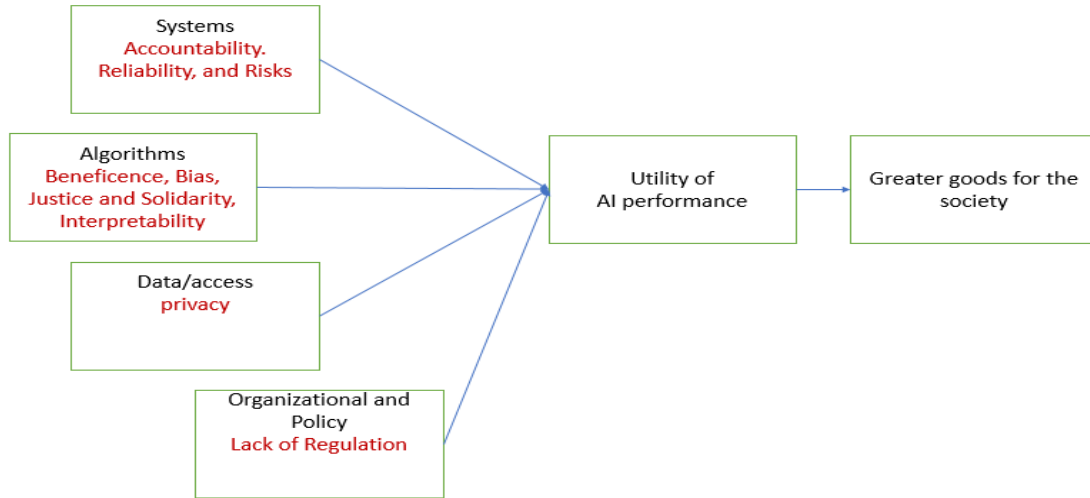 Systems
Accountability.
Reliability, and Risks
Algorithms
Beneficence, Bias,
Justice and Solidarity,
Interpretability
Data/access
privacy
Organizational and
Policy
Lack of Regulation
Utility of
AI performance
Greater goods for the
society